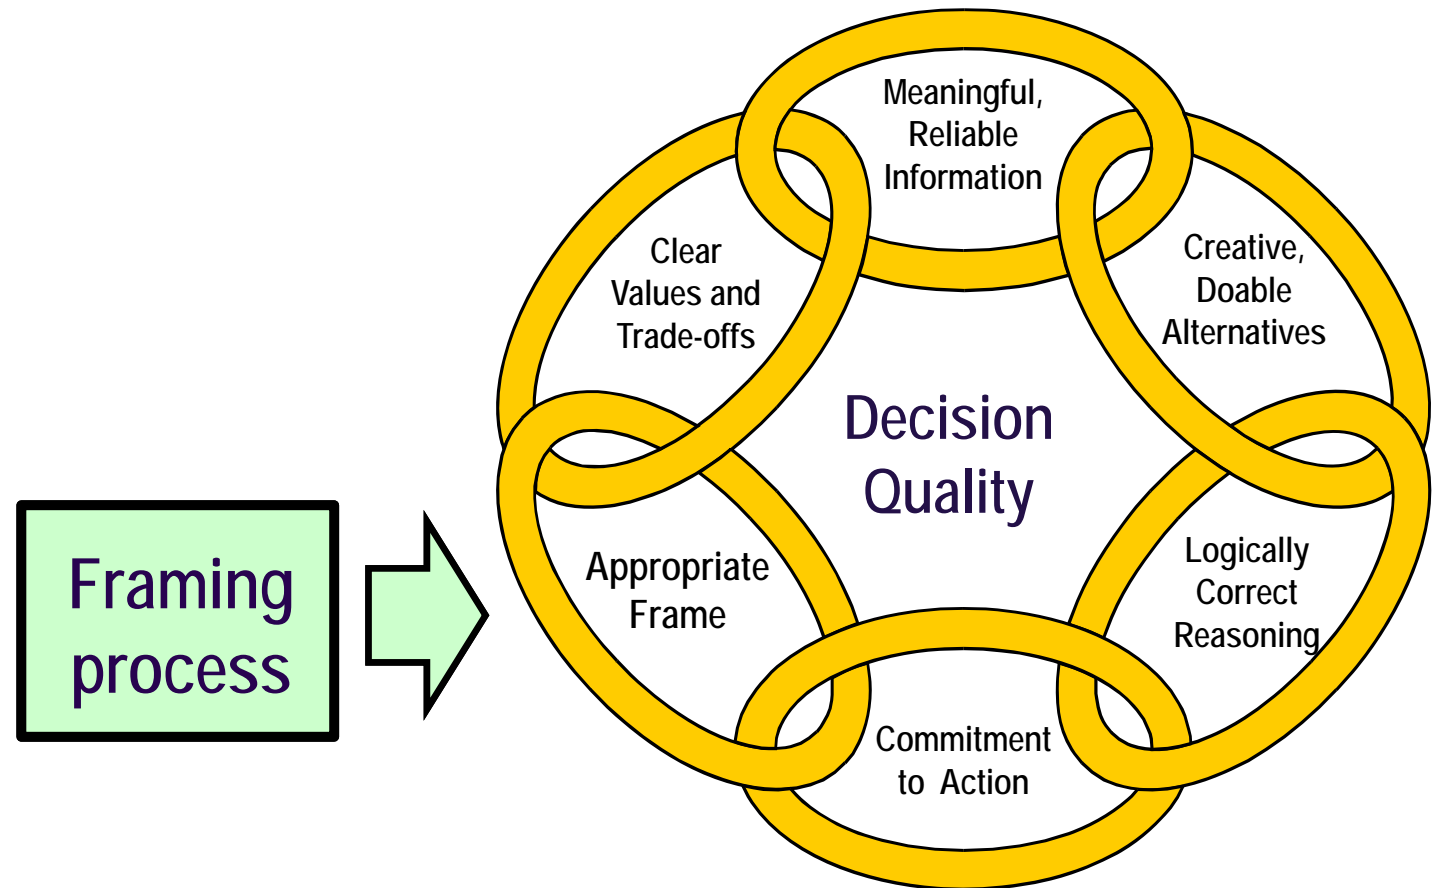 Meaningful,
Reliable
Information
Clear
Values and
Trade-offs
Creative,
Doable
Alternatives
Decision
Quality
Framing
process
Appropriate
Frame
Logically
Correct
Reasoning
Commitment
to Action